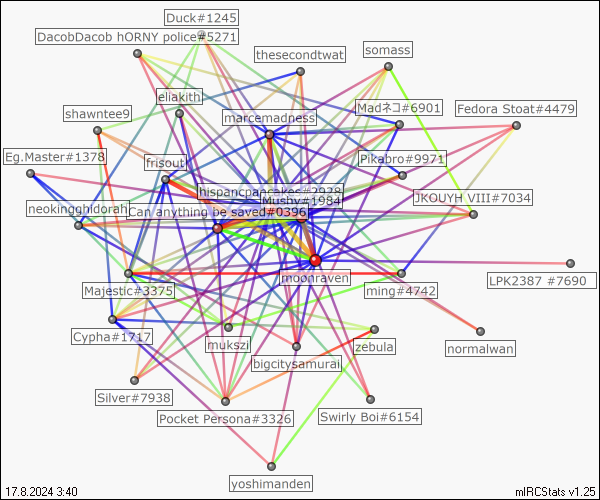 Duck#1245
DacobDacob hORNY police#5271
thesecondtwat
somass
eliakith
Madネコ#6901
Fedora Stoat#4479
shawntee9
marcemadness
Eg.Master#1378
frisout
Pikabro#9971
hispancpancakes#3928
Mushy#1984
JKOUYH VIII#7034
neokingghidorah
Can anything be saved#0396
moonraven
LPK2387 #7690
Majestic#3375
ming#4742
Cypha#1717
mukszi
zebula
normalwan
bigcitysamurai
Silver#7938
Pocket Persona#3326
Swirly Boi#6154
yoshimanden
17.8.2024 3:40
mIRCStats v1.25